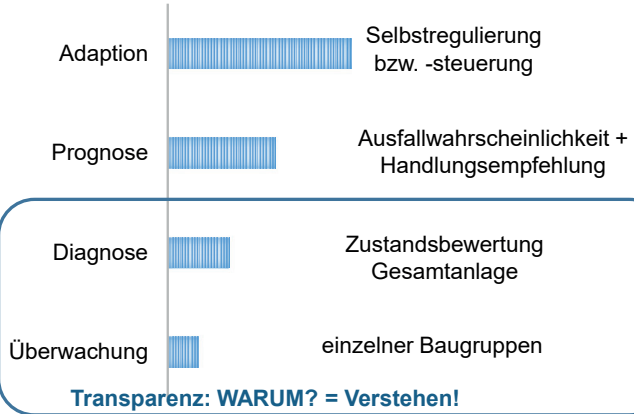 Adaption
Selbstregulierung
bzw. -steuerung
Prognose
Ausfallwahrscheinlichkeit +
Handlungsempfehlung
Diagnose
Zustandsbewertung
Gesamtanlage
Überwachung
einzelner Baugruppen
Transparenz: WARUM? = Verstehen!